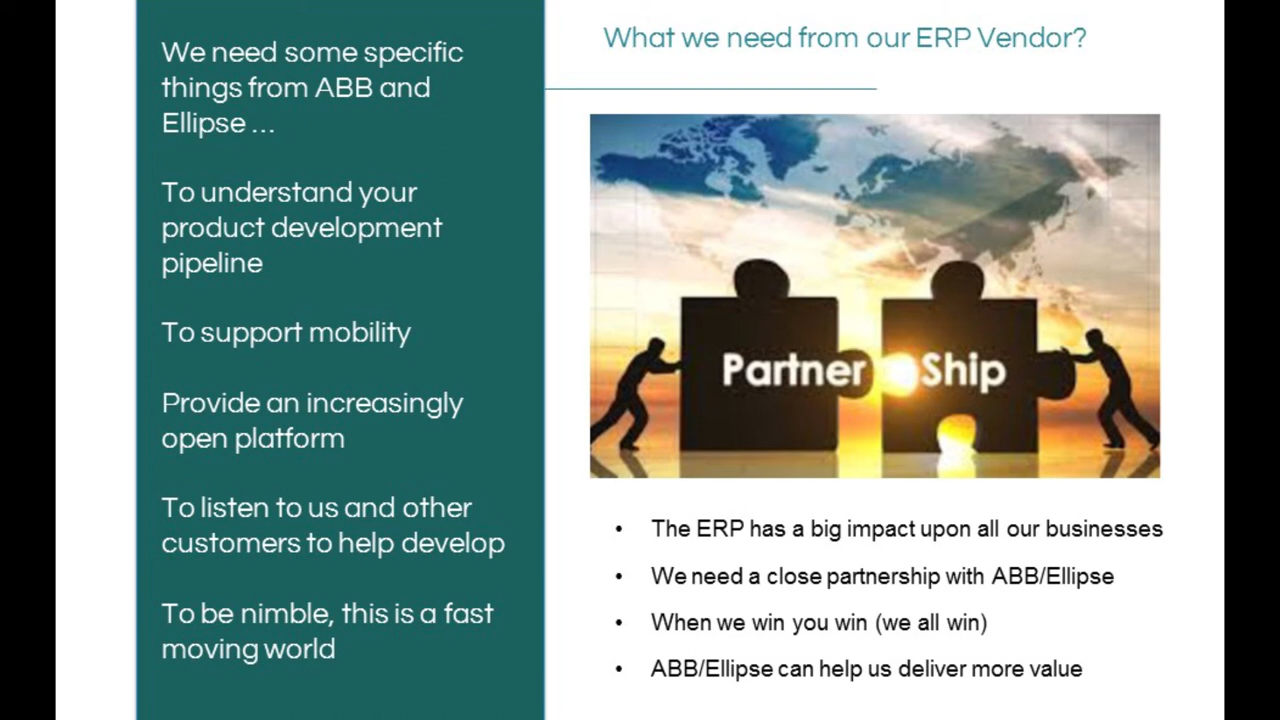 We need some specific
things from ABB and
Ellipse ...
To understand your
product development
pipeline
To support mobility
Provide an increasingly
open platform
To listen to us and other
customers to help develop
To be nimble, this is a fast
moving world
What we need from our ERP Vendor?
Partner Ship
• The ERP has a big impact upon all our businesses
• We need a close partnership with ABB/Ellipse
• When we win you win (we all win)
• ABB/Ellipse can help us deliver more value